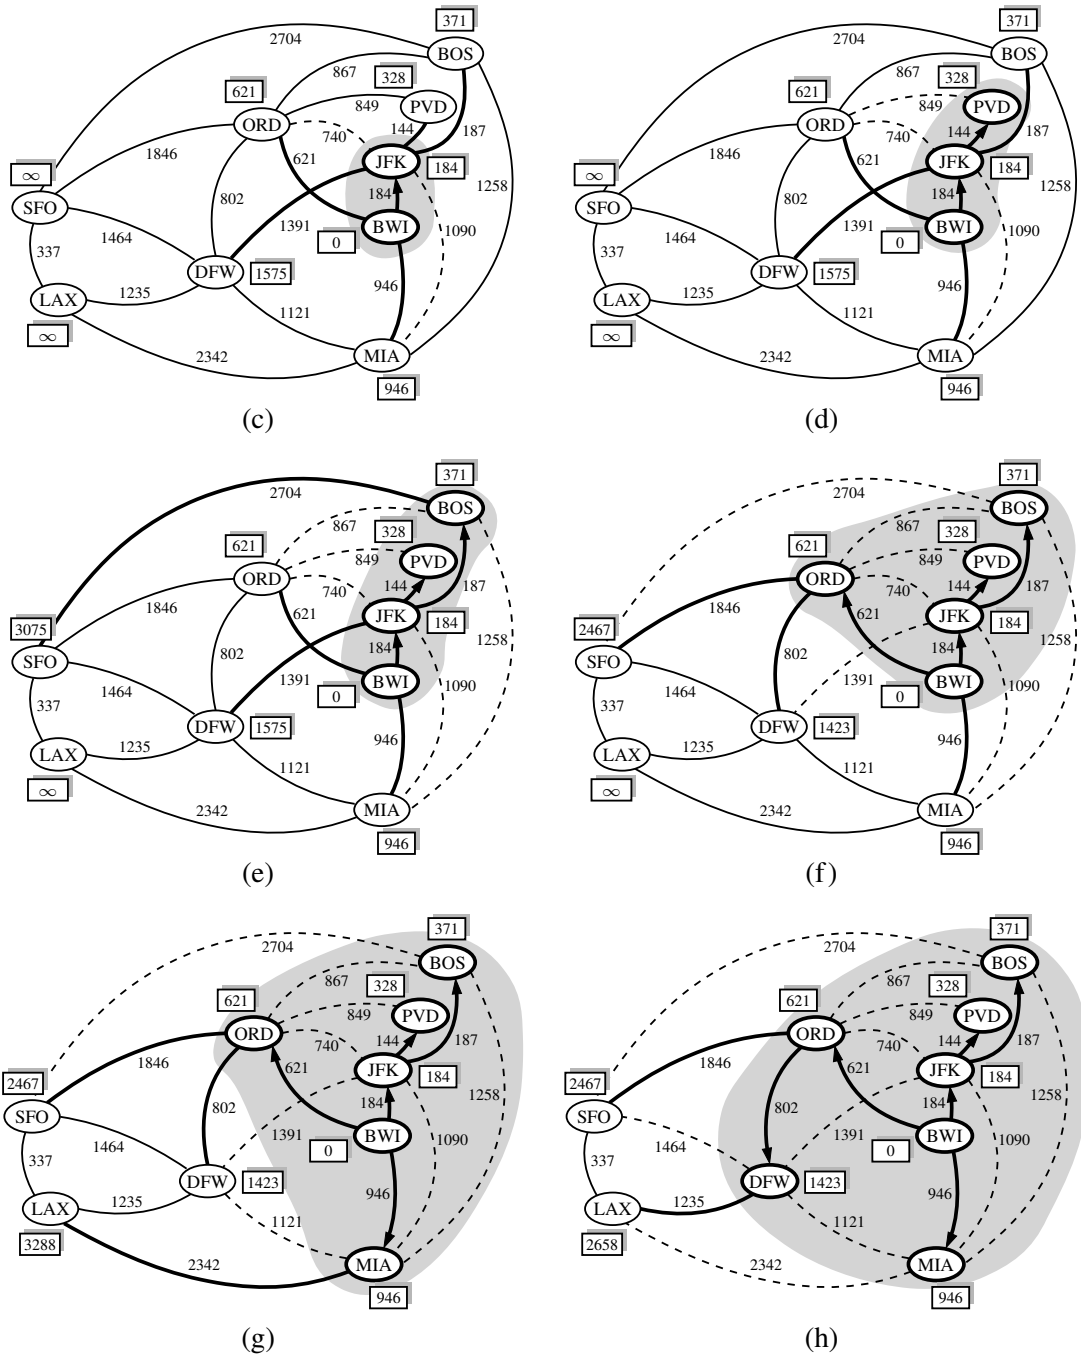 371 371
2704 BOS 2704 BOS
867 328 867 328
621 849 PVD 621 849 PVD
ORD 740 144 187 ORD 740 144 187
1846 621 JFK 184 1846 621 JFK 184
∞ 802 184 1258 ∞ 802 184 1258
SFO 1464 1391 BWI 1090 SFO 1464 1391 BWI 1090
337 0 337 0
DFW 1575 DFW 1575
LAX 1235 946 LAX 1235 946
∞ 1121 ∞ 1121
2342 MIA 2342 MIA
946 946
(c) (d)
371 371
2704 BOS 2704 BOS
867 328 867 328
621 849 PVD 621 849 PVD
ORD 740 144 187 ORD 740 144 187
1846 621 JFK 184 1846 621 JFK 184
3075 802 184 1258 2467 802 184 1258
SFO 1464 1391 BWI 1090 SFO 1464 1391 BWI 1090
337 0 337 0
DFW 1575 DFW 1423
LAX 1235 946 LAX 1235 946
∞ 1121 ∞ 1121
2342 MIA 2342 MIA
946 946
(e) (f)
371 371
2704 BOS 2704 BOS
867 328 867 328
621 849 PVD 621 849 PVD
ORD 740 144 187 ORD 740 144 187
1846 621 JFK 184 1846 621 JFK 184
2467 802 184 1258 2467 802 184 1258
SFO 1464 1391 BWI 1090 SFO 1464 1391 BWI 1090
337 0 337 0
DFW 1423 DFW 1423
LAX 1235 946 LAX 1235 946
3288 1121 2658 1121
2342 MIA 2342 MIA
946 946
(g) (h)